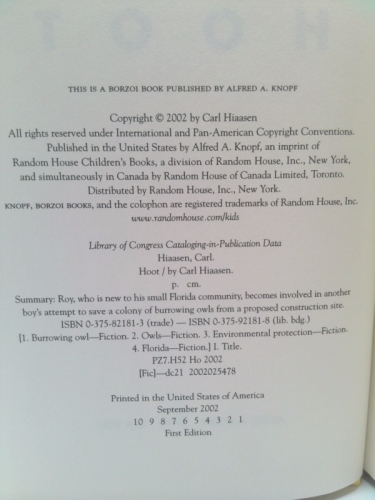 THIS IS A BORZOI BOOK PUBLISHED BY ALFRED A. KNOPF
Copyright © 2002 by Carl Hiaasen
All rights reserved under International and Pan-American Copyright Conventions.
Published in the United States by Alfred A. Knopf, an imprint of
Random House Children's Books, a division of Random House, Inc., New York,
and simultaneously in Canada by Random House of Canada Limited, Toronto.
Distributed by Random House, Inc., New York.
KNOPF, BORZOI BOOKS, and the colophon are registered trademarks of Random House, Inc.
www.randomhouse.com/kids
Library of Congress Cataloging-in-Publication Data
Hiaasen, Carl.
Hoot / by Carl Hiaasen.
p. cm.
Summary: Roy, who is new to his small Florida community, becomes involved in another
boy's attempt to save a colony of burrowing owls from a proposed construction site.
ISBN 0-375-82181-3 (trade) — ISBN 0-375-92181-8 (lib. bdg.)
[1. Burrowing owl—Fiction. 2. Owls—Fiction. 3. Environmental protection—Fiction.
4. Florida—Fiction.] I. Title.
PZ7.H52 Ho 2002
[Fic]—dc21 2002025478
Printed in the United States of America
September 2002
10 9 8 7 6 5 4 3 2 1
First Edition